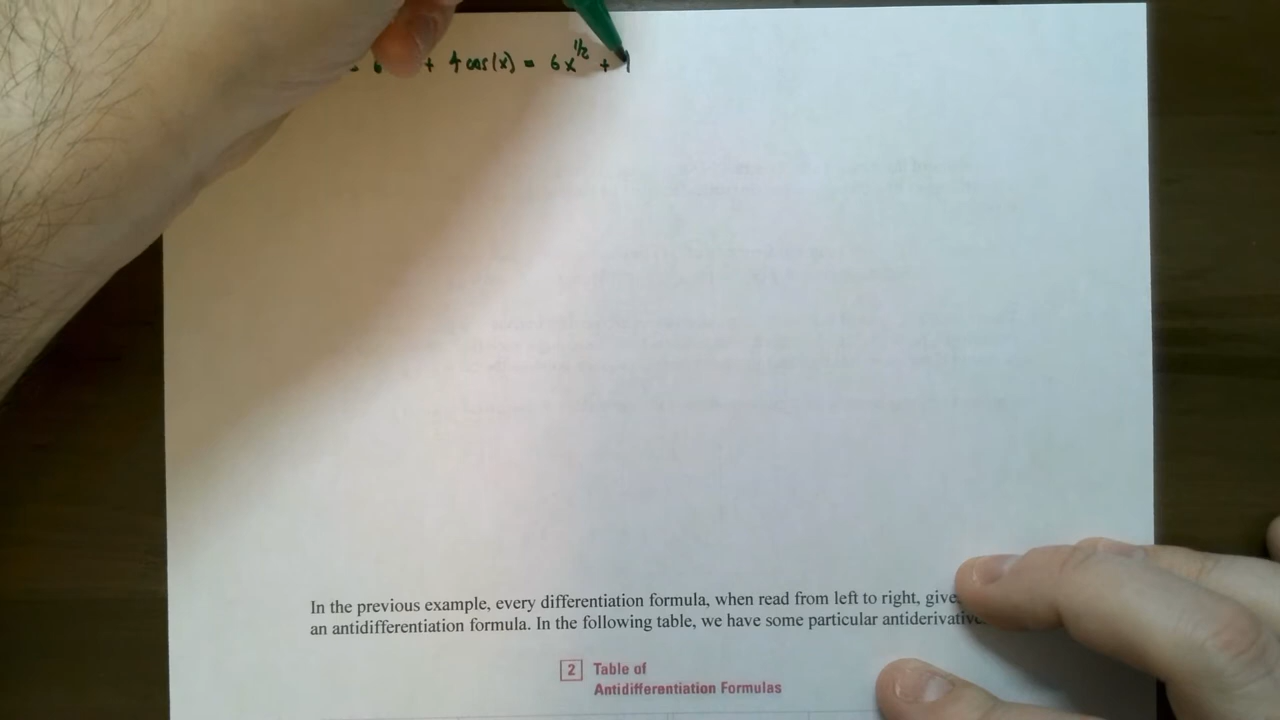 + 4 cos(x) = 6x^1/2 +
In the previous example, every differentiation formula, when read from left to right, give
an antidifferentiation formula. In the following table, we have some particular antiderivative
2 Table of
Antidifferentiation Formulas